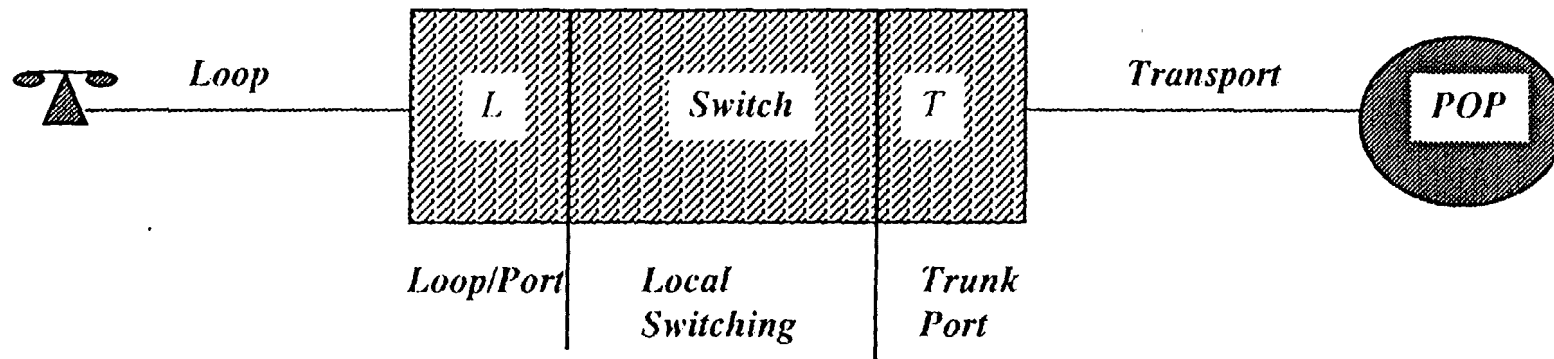 Loop
L
Switch
T
Transport
POP
Loop/Port
Local
Switching
Trunk
Port